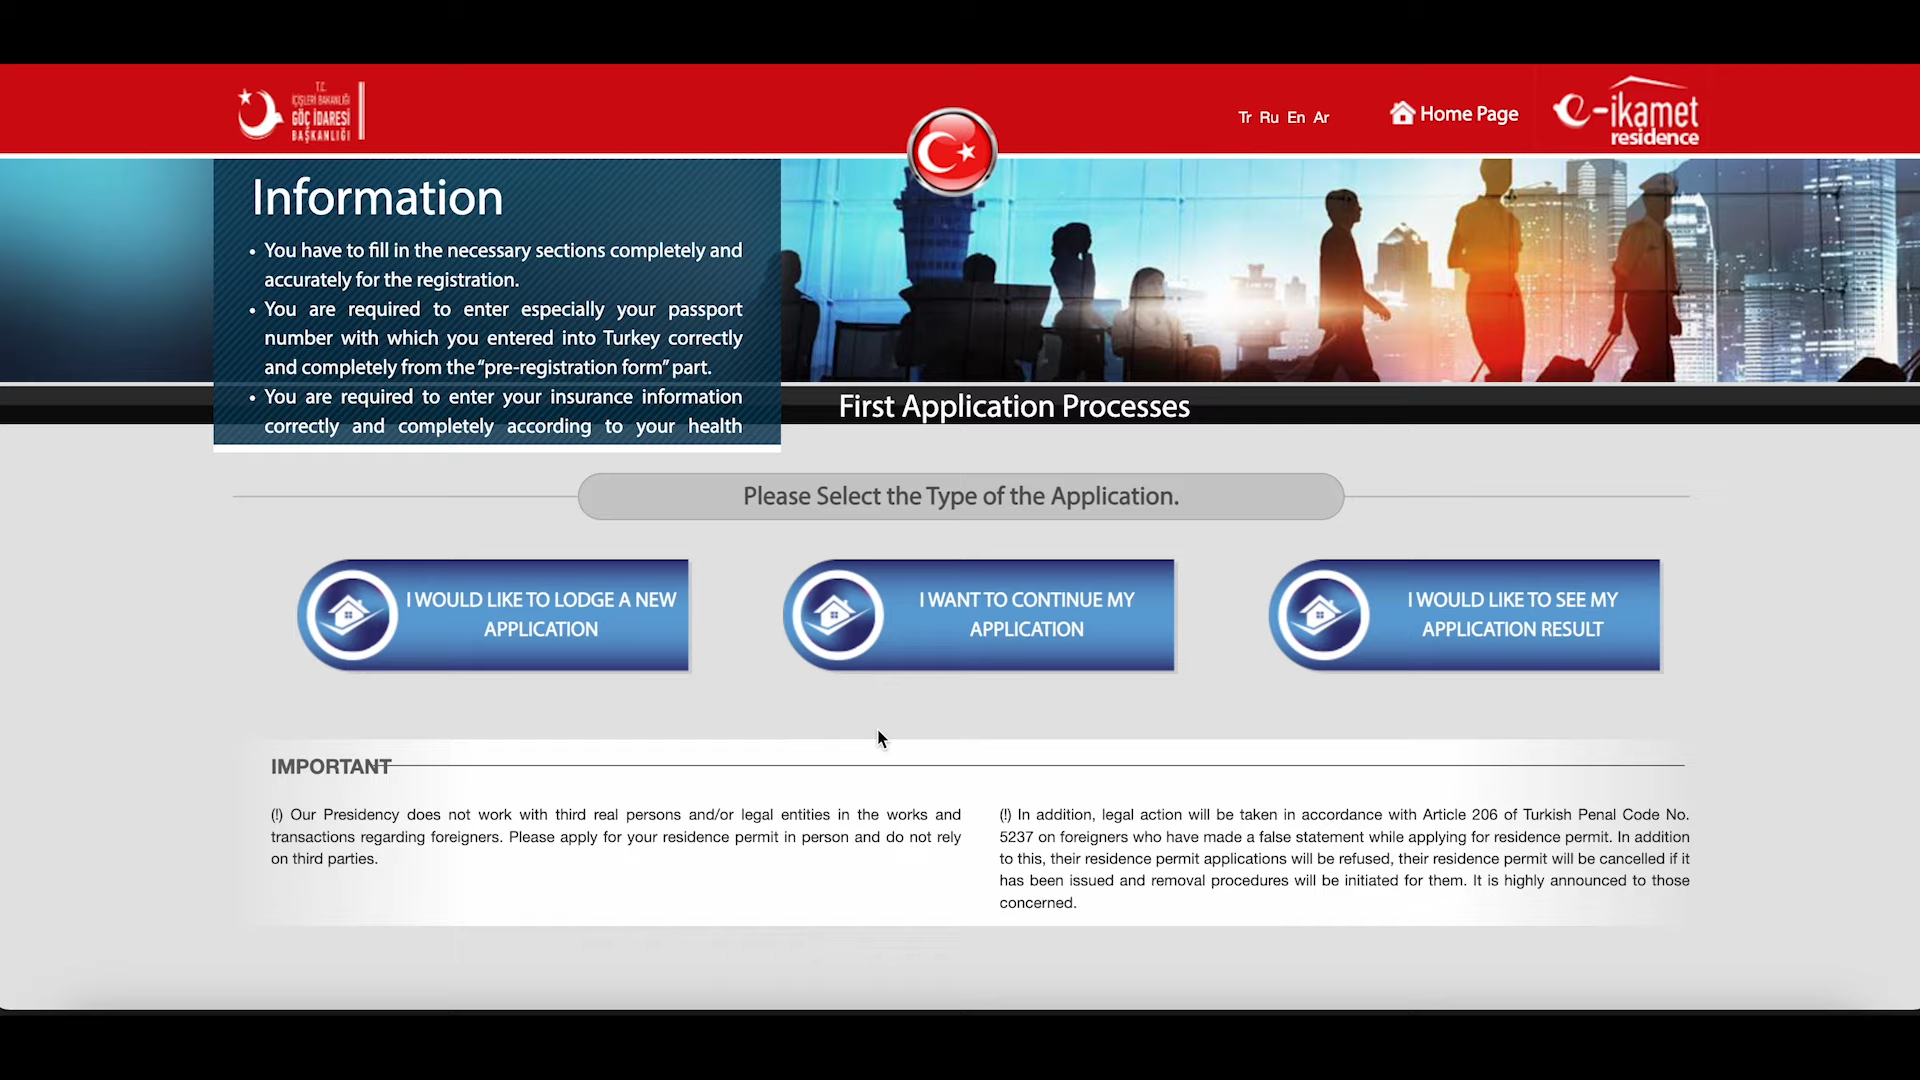 T.C.
İÇİŞLERİ BAKANLIĞI
GÖÇ İDARESİ
BAŞKANLIĞI
Tr Ru En Ar
Home Page
e-ikamet
residence
Information
• You have to fill in the necessary sections completely and
accurately for the registration.
• You are required to enter especially your passport
number with which you entered into Turkey correctly
and completely from the “pre-registration form” part.
• You are required to enter your insurance information
correctly and completely according to your health
First Application Processes
Please Select the Type of the Application.
I WOULD LIKE TO LODGE A NEW
APPLICATION
I WANT TO CONTINUE MY
APPLICATION
I WOULD LIKE TO SEE MY
APPLICATION RESULT
IMPORTANT
(!) Our Presidency does not work with third real persons and/or legal entities in the works and
transactions regarding foreigners. Please apply for your residence permit in person and do not rely
on third parties.
(!) In addition, legal action will be taken in accordance with Article 206 of Turkish Penal Code No.
5237 on foreigners who have made a false statement while applying for residence permit. In addition
to this, their residence permit applications will be refused, their residence permit will be cancelled if it
has been issued and removal procedures will be initiated for them. It is highly announced to those
concerned.